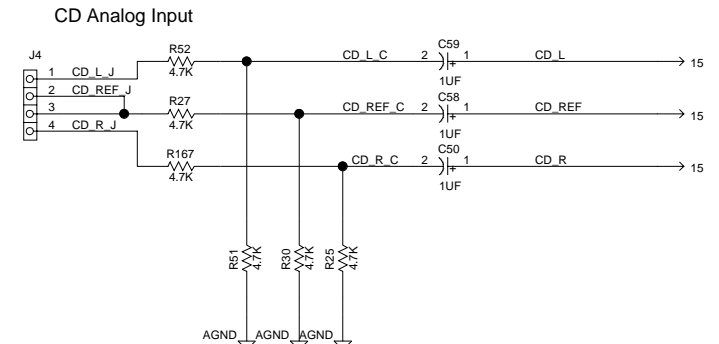 CD Analog Input
J4
1 CD_L_J
2 CD_REF_J
3
4 CD_R_J
R52
4.7K
R27
4.7K
R167
4.7K
CD_L_C 2 C59 1 CD_L 15
1UF
CD_REF_C 2 C58 1 CD_REF 15
1UF
CD_R_C 2 C50 1 CD_R 15
1UF
R51 4.7K
R30 4.7K
R25 4.7K
AGND AGND AGND